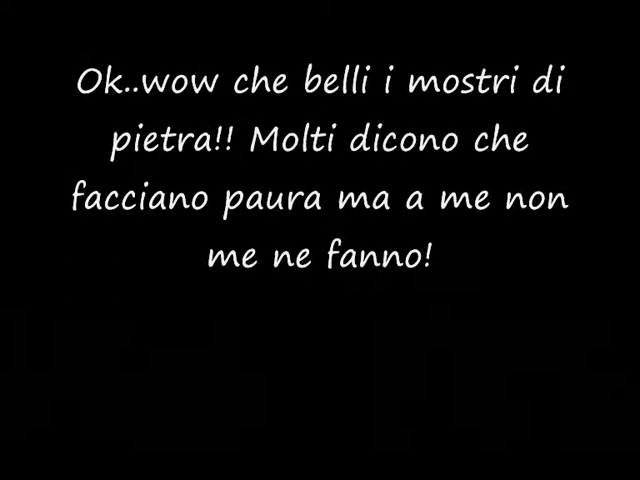 Ok..wow che belli i mostri di
pietra!! Molti dicono che
facciano paura ma a me non
me ne fanno!